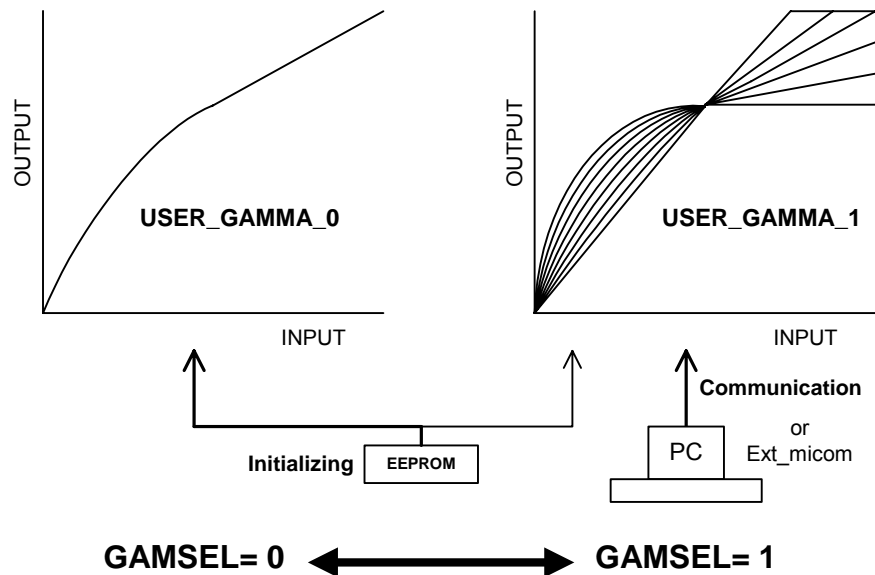 OUTPUT
USER_GAMMA_0
INPUT
OUTPUT
USER_GAMMA_1
INPUT
Communication
or
Ext_micom
PC
Initializing
EEPROM
GAMSEL= 0
GAMSEL= 1